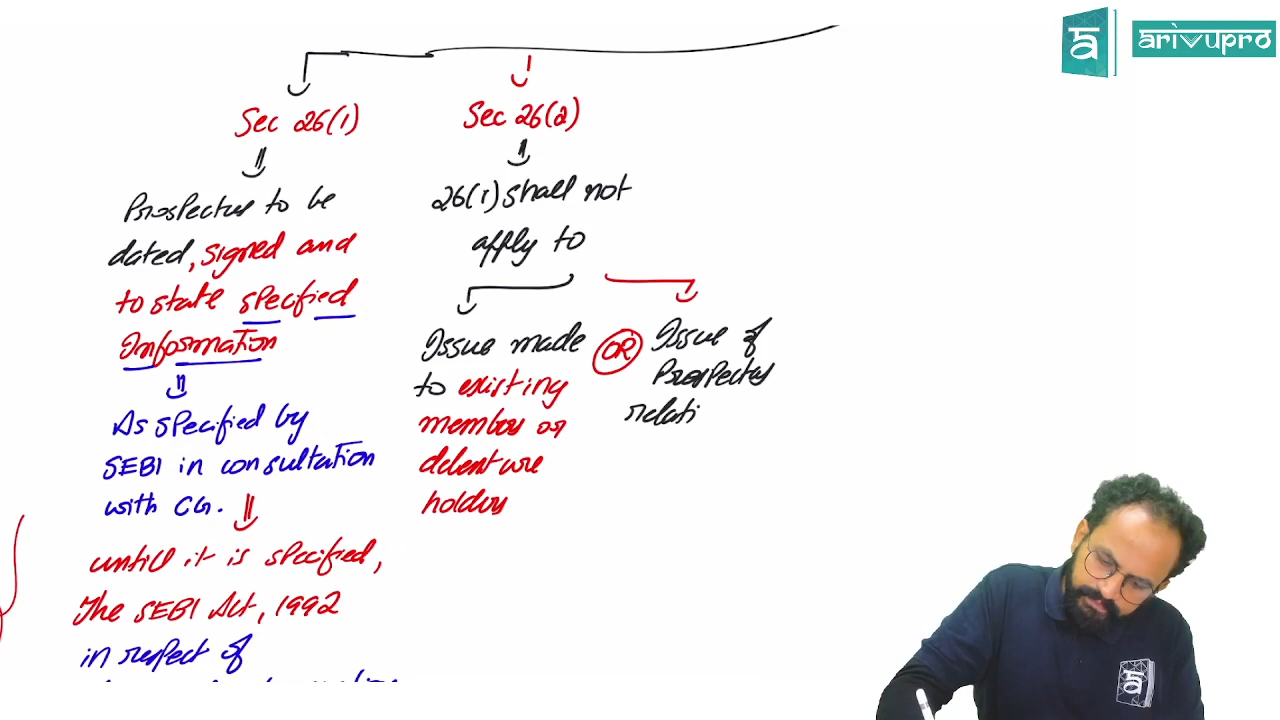 arivupro
Sec 26(1)
Prospectus to be
dated, signed and
to state specified
Information
As specified by
SEBI in consultation
with CG.
until it is specified,
The SEBI Act, 1992
in respect of
Sec 26(2)
26(1) shall not
apply to
Issue made
to existing
member or
debenture
holders
OR
Issue of
Prospectus
relati